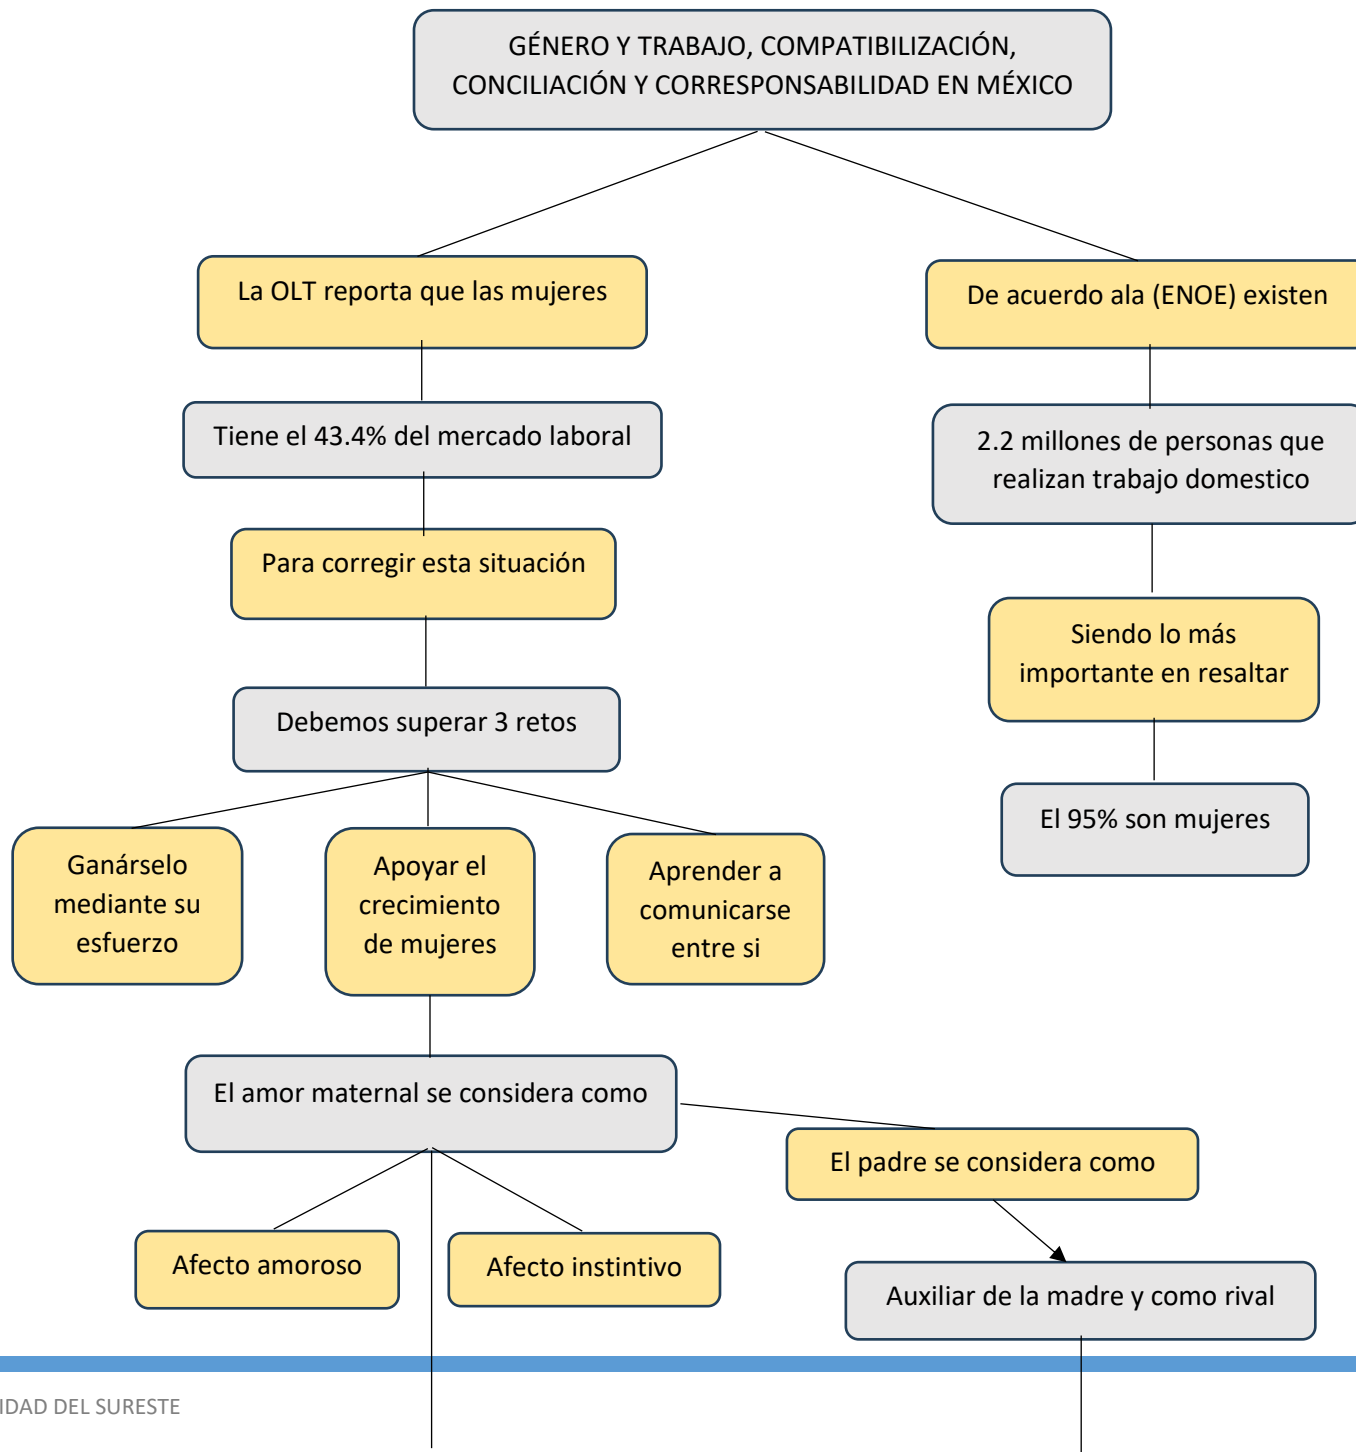 GÉNERO Y TRABAJO, COMPATIBILIZACIÓN,
CONCILIACIÓN Y CORRESPONSABILIDAD EN MÉXICO
La OLT reporta que las mujeres
De acuerdo ala (ENOE) existen
Tiene el 43.4% del mercado laboral
2.2 millones de personas que
realizan trabajo domestico
Para corregir esta situación
Siendo lo más
importante en resaltar
Debemos superar 3 retos
El 95% son mujeres
Ganárselo
mediante su
esfuerzo
Apoyar el
crecimiento
de mujeres
Aprender a
comunicarse
entre si
El amor maternal se considera como
El padre se considera como
Afecto amoroso
Afecto instintivo
Auxiliar de la madre y como rival
IDAD DEL SURESTE